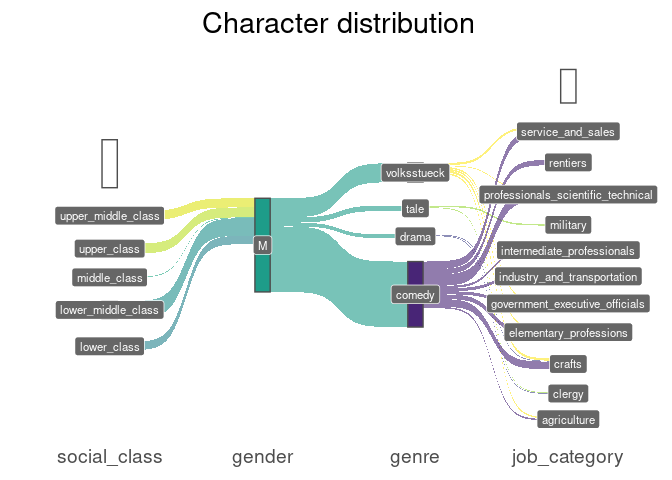 Character distribution
upper_middle_class
upper_class
middle_class
lower_middle_class
lower_class
M
volksstueck
tale
drama
comedy
service_and_sales
rentiers
professionals_scientific_technical
military
intermediate_professionals
industry_and_transportation
government_executive_officials
elementary_professions
crafts
clergy
agriculture
social_class
gender
genre
job_category